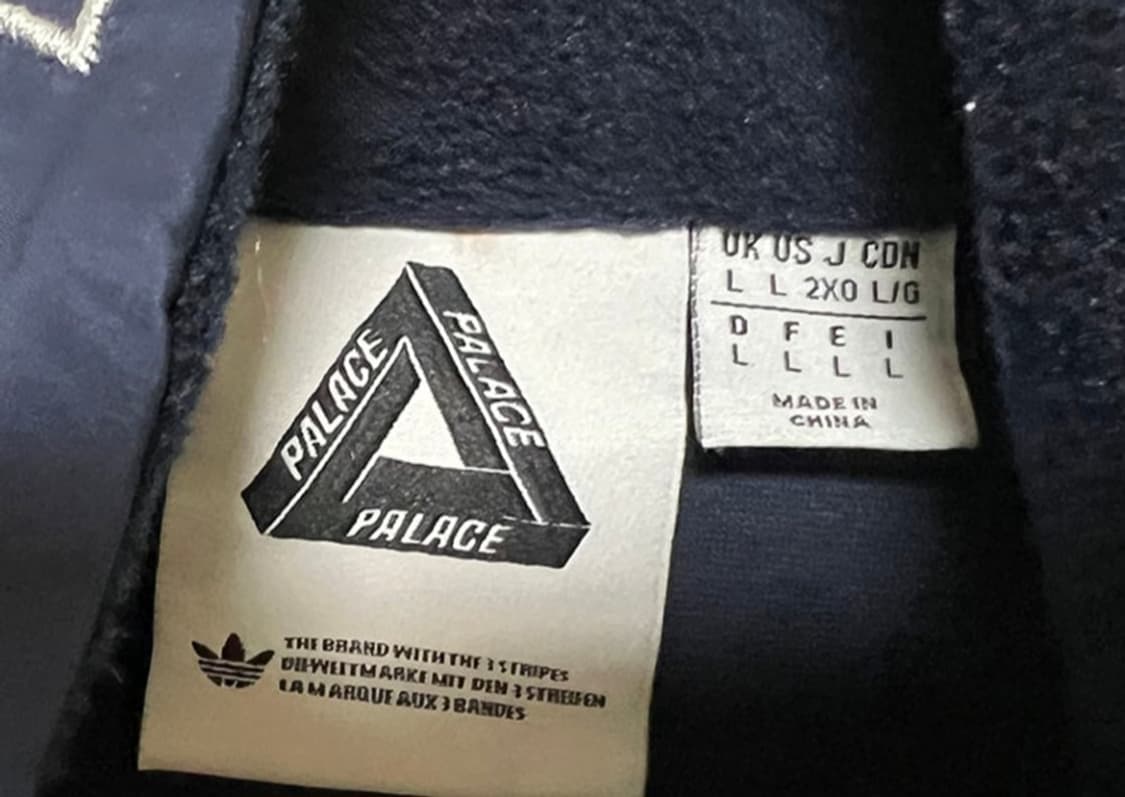 PALACE
PALACE
PALACE
THE BRAND WITH THE 3 STRIPES
DIE WELTMARKE MIT DEN 3 STREIFEN
LA MARQUE AUX 3 BANDES
UK US J CDN
L L 2XO L/G
D F E I
L L L L
MADE IN
CHINA